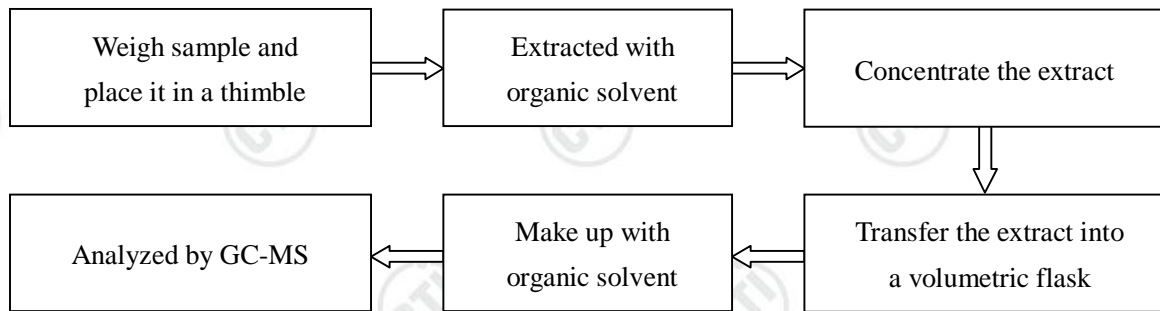 Weigh sample and
place it in a thimble
Extracted with
organic solvent
Concentrate the extract
Transfer the extract into
a volumetric flask
Make up with
organic solvent
Analyzed by GC-MS